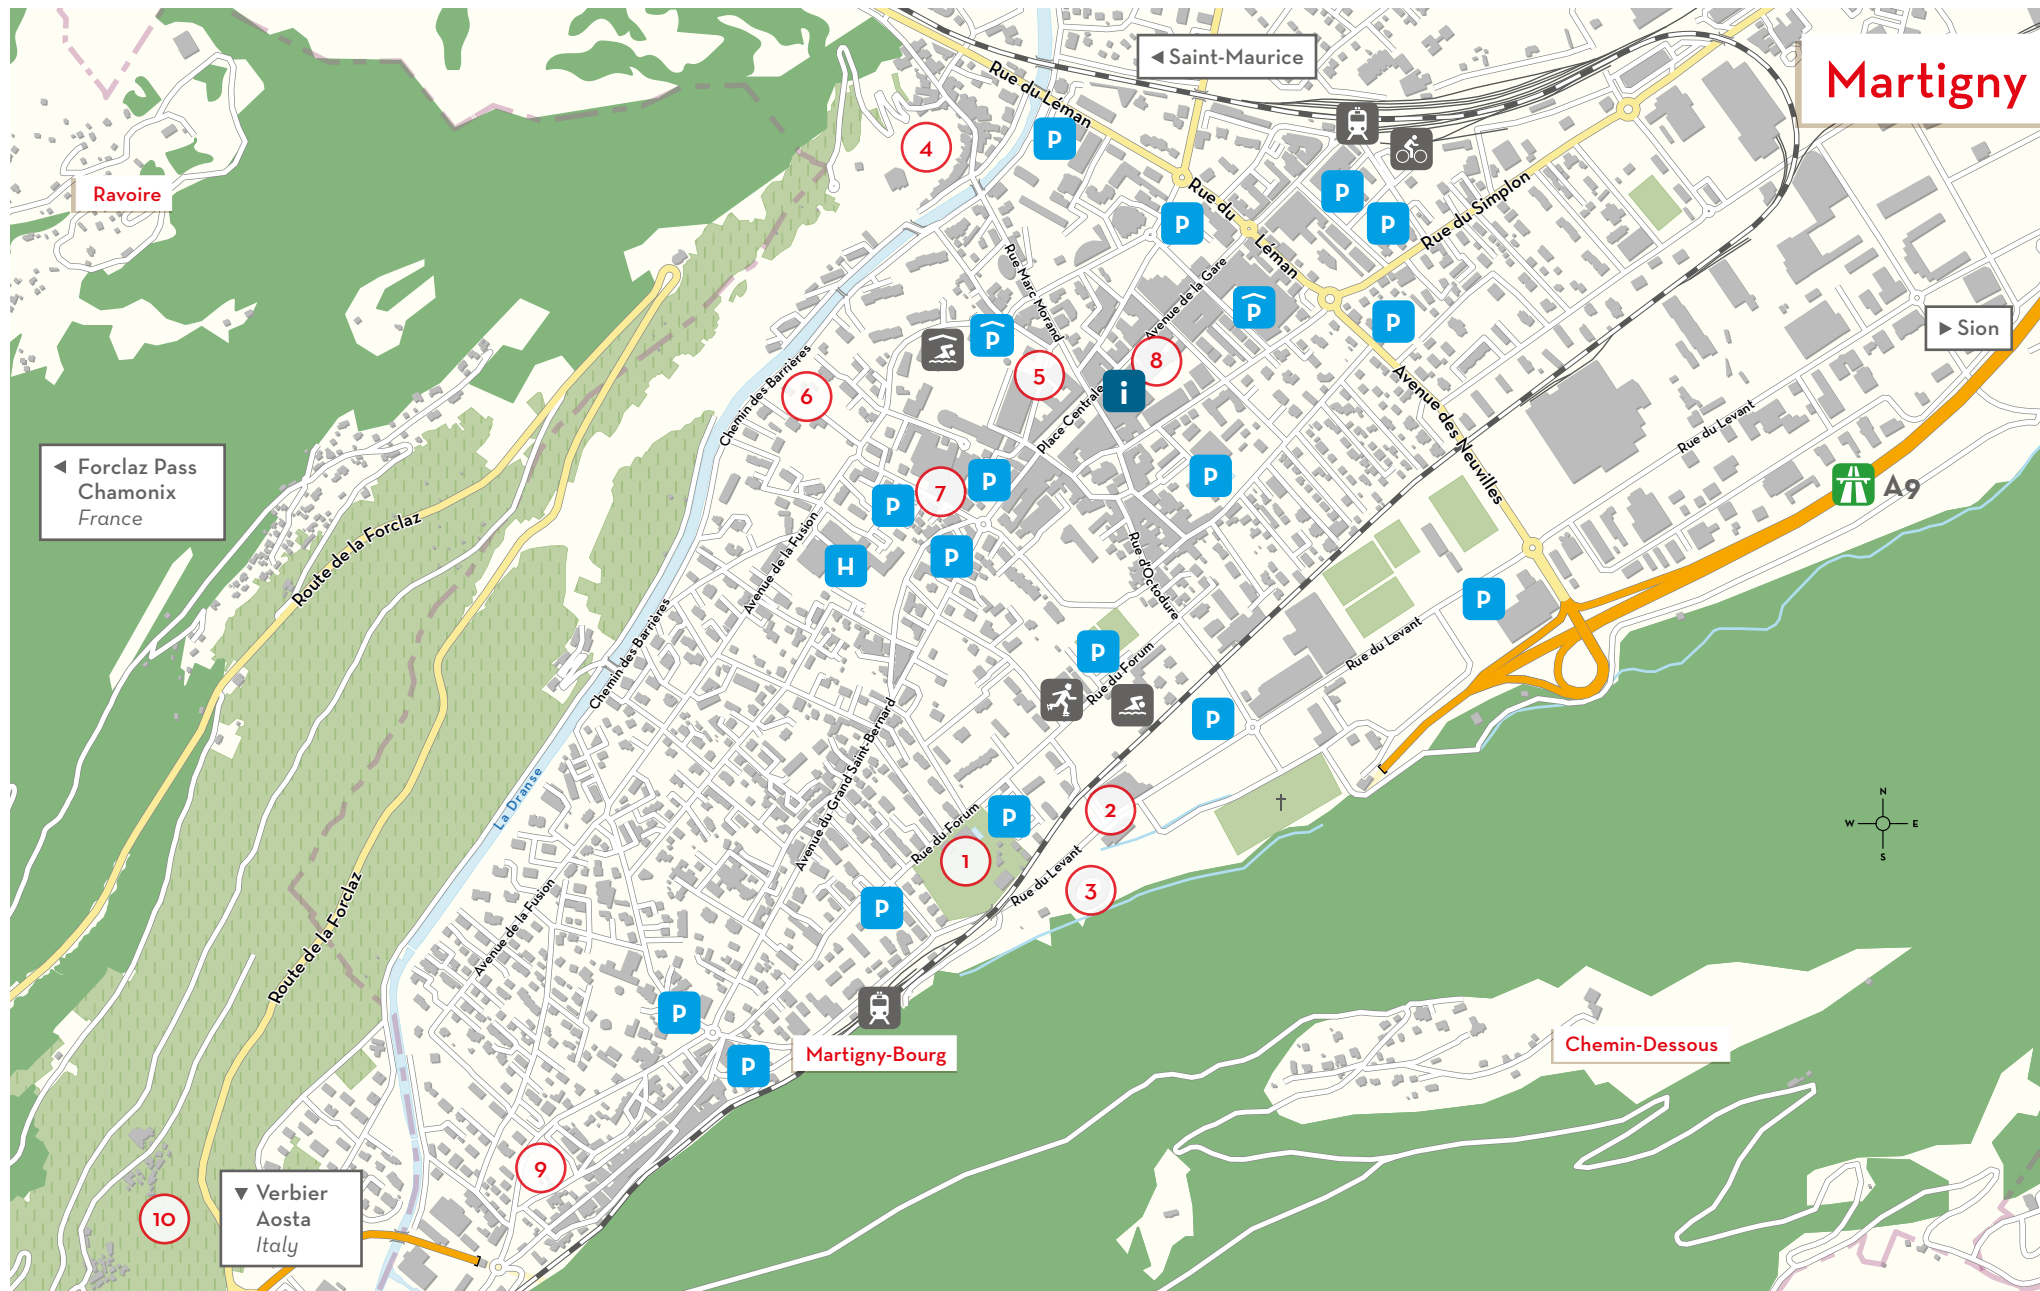 Martigny
Saint-Maurice
Rue du Léman
P
4
Ravoire
P
P
P
Rue du
Léman
Rue du Simplon
Rue Marc Morand
Avenue de la Gare
P
P
P
Sion
5
8
i
6
Chemin des Barrières
Place Centrale
Avenue des Neuvilles
Rue du Levant
Forclaz Pass
Chamonix
France
A9
P
P
7
P
Route de la Forclaz
Avenue de la Fusion
P
H
Rue d'Octodure
P
Chemin des Barrières
P
Rue du Forum
Rue du Levant
P
Avenue du Grand Saint-Bernard
La Dranse
P
2
Rue du Forum
1
Rue du Levant
3
N
W
E
S
P
Avenue de la Fusion
Route de la Forclaz
P
Martigny-Bourg
P
Chemin-Dessous
9
10
Verbier
Aosta
Italy